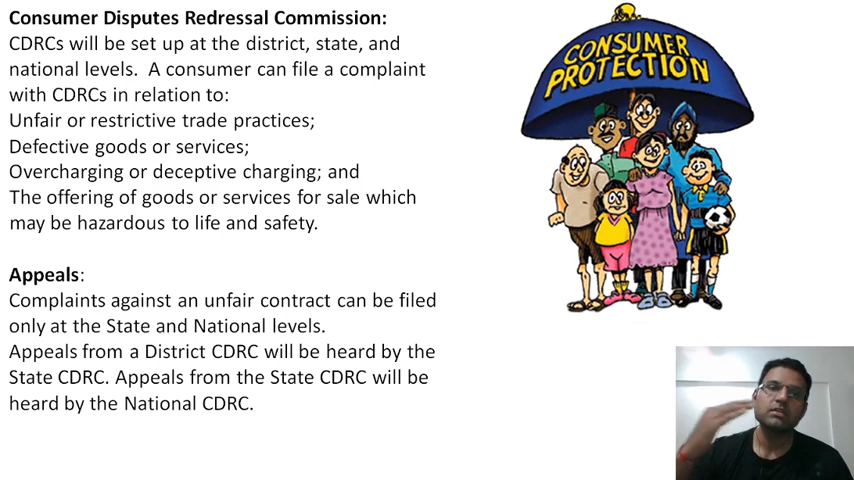 Consumer Disputes Redressal Commission:
CDRCs will be set up at the district, state, and
national levels.  A consumer can file a complaint
with CDRCs in relation to:
Unfair or restrictive trade practices;
Defective goods or services;
Overcharging or deceptive charging; and
The offering of goods or services for sale which
may be hazardous to life and safety.
Appeals:
Complaints against an unfair contract can be filed
only at the State and National levels.
Appeals from a District CDRC will be heard by the
State CDRC. Appeals from the State CDRC will be
heard by the National CDRC.
CONSUMER
PROTECTION